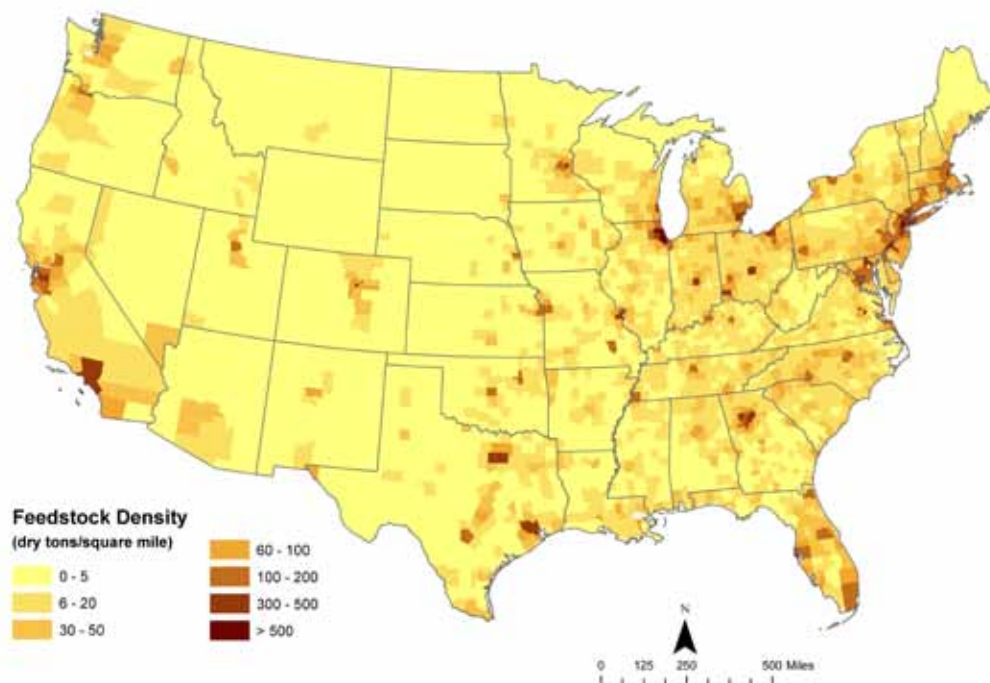 Feedstock Density
(dry tons/square mile)
0 - 5
6 - 20
30 - 50
60 - 100
100 - 200
300 - 500
> 500
N
0 125 250 500 Miles